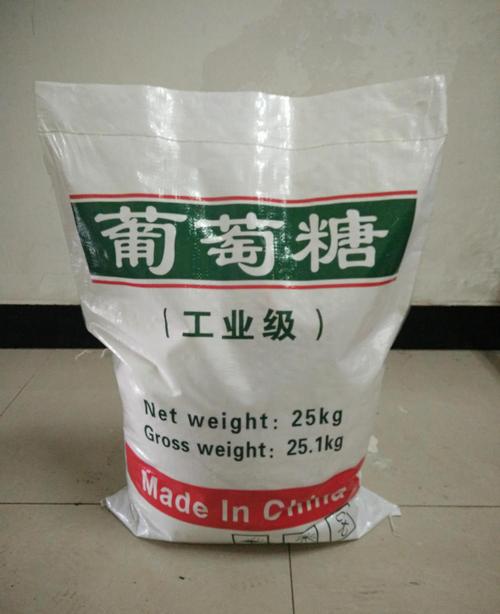 葡萄糖
(工业级)
Net weight: 25kg
Gross weight: 25.1kg
Made In China